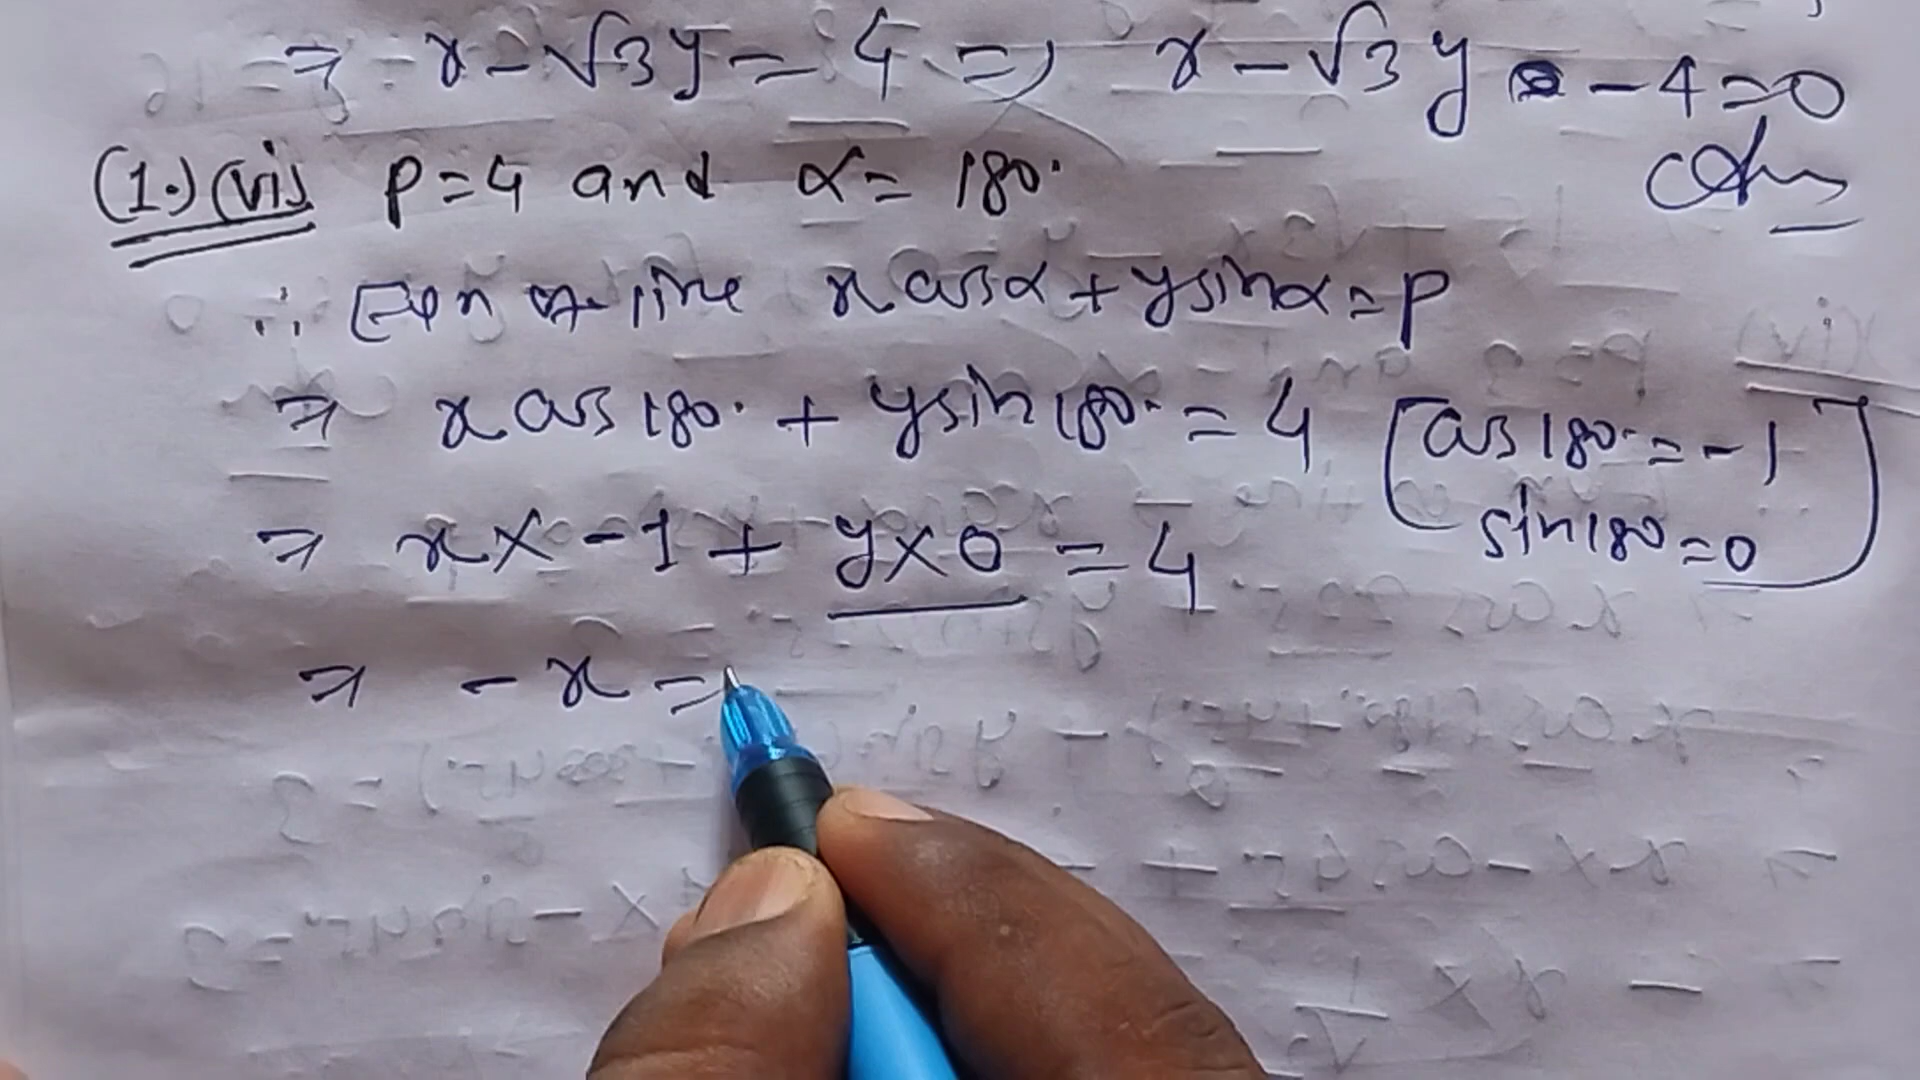 ⇒ x-√3y = 4 ⇒ x-√3y -4=0
Ans
(1.)(vi) p=4 and α= 180°
∴ Eqn of line x cosα + y sinα = p
⇒ x cos 180° + y sin 180° = 4 [cos 180° = -1
sin 180 = 0]
⇒ x × -1 + y×0 = 4
⇒ -x =